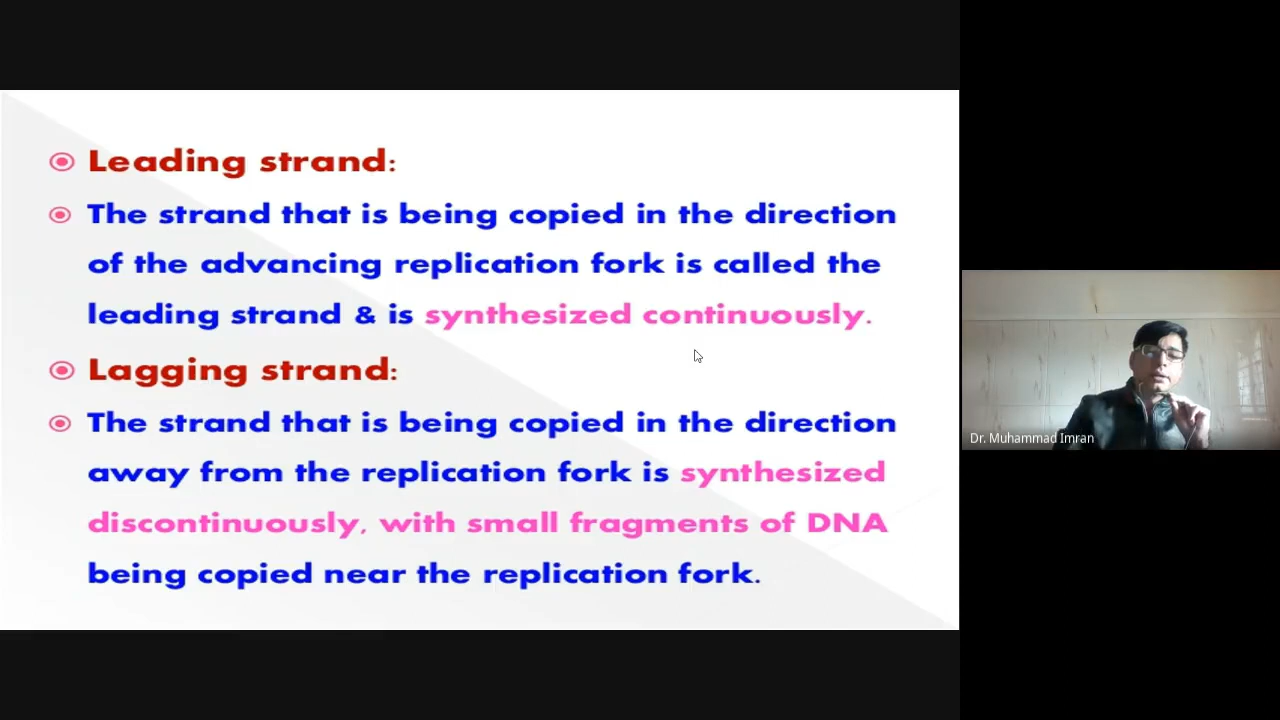 Leading strand:
The strand that is being copied in the direction
of the advancing replication fork is called the
leading strand & is synthesized continuously.
Lagging strand:
The strand that is being copied in the direction
away from the replication fork is synthesized
discontinuously, with small fragments of DNA
being copied near the replication fork.
Dr. Muhammad Imran